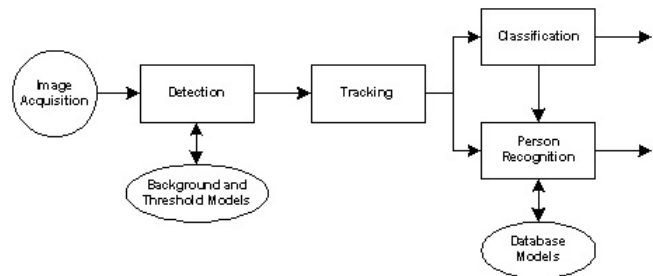 Image
Acquisition
Detection
Background and
Threshold Models
Tracking
Classification
Person
Recognition
Database
Models